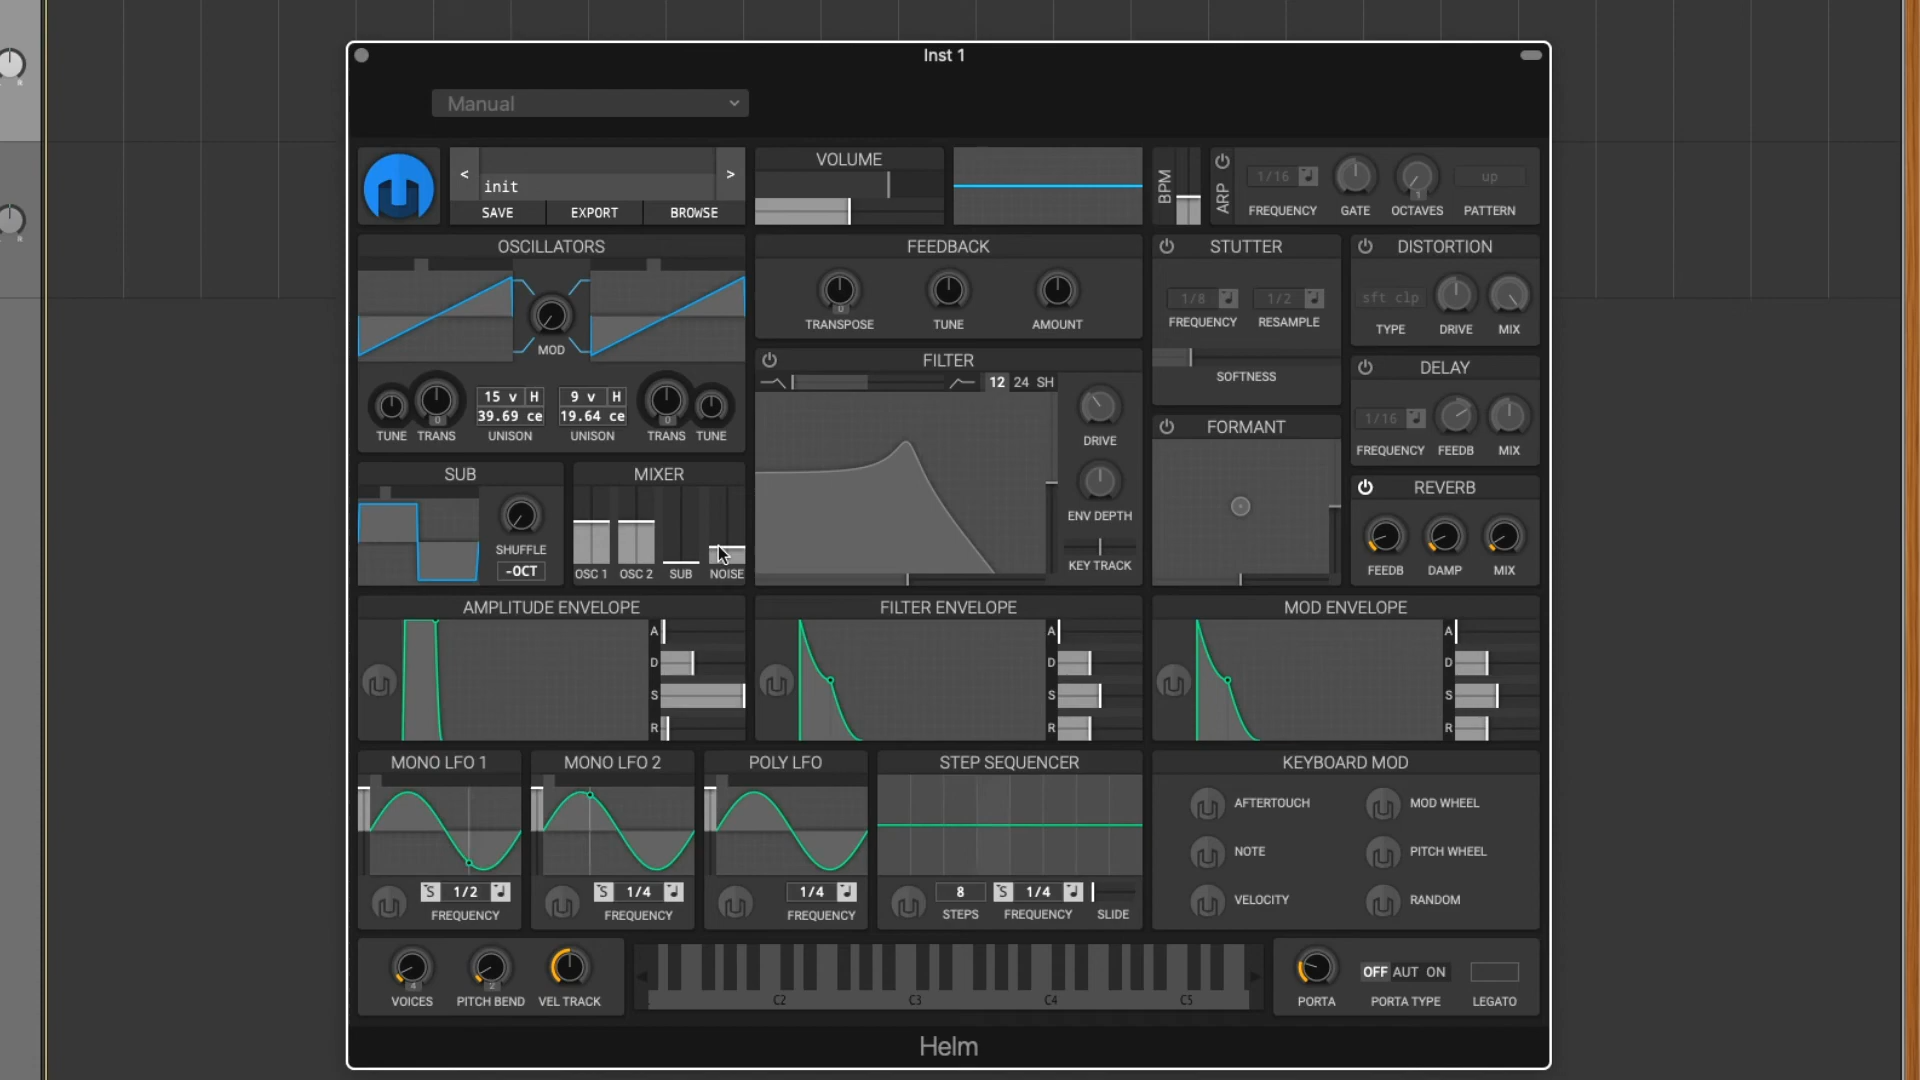 Inst 1
Manual
<
init
>
SAVE
EXPORT
BROWSE
VOLUME
BPM
ARP
1/16
FREQUENCY
GATE
1
OCTAVES
up
PATTERN
OSCILLATORS
MOD
TUNE
0
TRANS
15 v H
39.69 ce
UNISON
9 v H
19.64 ce
UNISON
0
TRANS
TUNE
FEEDBACK
0
TRANSPOSE
TUNE
AMOUNT
STUTTER
1/8
FREQUENCY
1/2
RESAMPLE
SOFTNESS
DISTORTION
sft clp
TYPE
DRIVE
MIX
FILTER
12 24 SH
DRIVE
ENV DEPTH
KEY TRACK
DELAY
1/16
FREQUENCY
FEEDB
MIX
FORMANT
REVERB
FEEDB
DAMP
MIX
SUB
SHUFFLE
-OCT
MIXER
OSC 1
OSC 2
SUB
NOISE
AMPLITUDE ENVELOPE
A
D
S
R
FILTER ENVELOPE
A
D
S
R
MOD ENVELOPE
A
D
S
R
MONO LFO 1
S 1/2
FREQUENCY
MONO LFO 2
S 1/4
FREQUENCY
POLY LFO
1/4
FREQUENCY
STEP SEQUENCER
8
STEPS
S 1/4
FREQUENCY
SLIDE
KEYBOARD MOD
AFTERTOUCH
MOD WHEEL
NOTE
PITCH WHEEL
VELOCITY
RANDOM
4
VOICES
2
PITCH BEND
VEL TRACK
C2
C3
C4
C5
PORTA
OFF AUT ON
PORTA TYPE
LEGATO
Helm